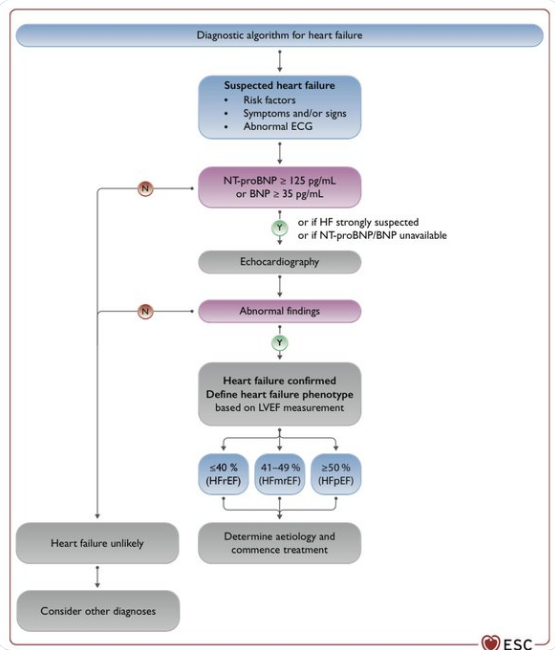 Diagnostic algorithm for heart failure
Suspected heart failure
• Risk factors
• Symptoms and/or signs
• Abnormal ECG
NT-proBNP ≥ 125 pg/mL
or BNP ≥ 35 pg/mL
N
Y
or if HF strongly suspected
or if NT-proBNP/BNP unavailable
Echocardiography
N
Abnormal findings
Y
Heart failure confirmed
Define heart failure phenotype
based on LVEF measurement
≤40 %
(HFrEF)
41–49 %
(HFmrEF)
≥50 %
(HFpEF)
Heart failure unlikely
Determine aetiology and
commence treatment
Consider other diagnoses
ESC